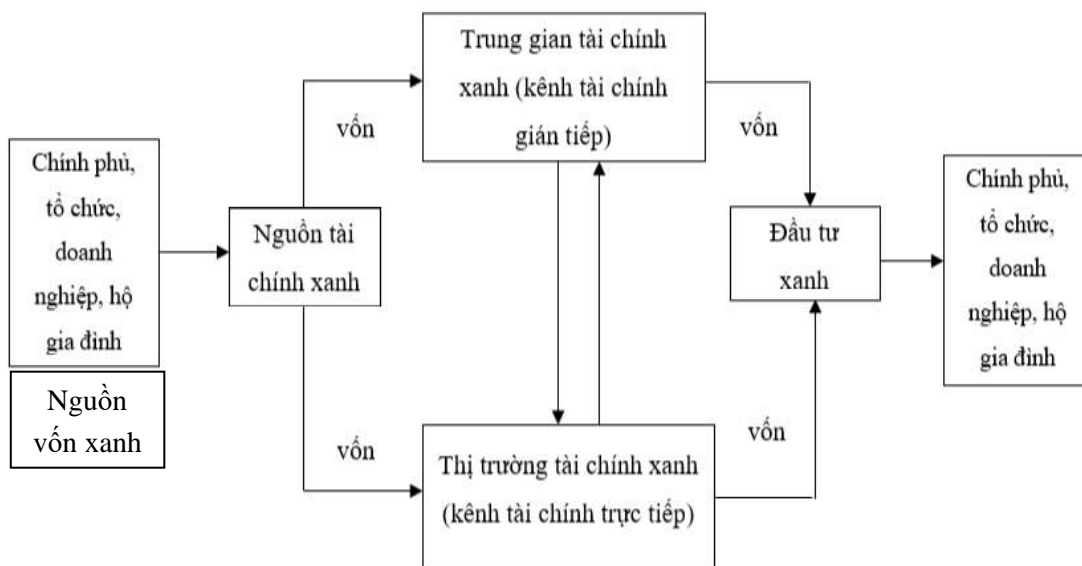 Trung gian tài chính
xanh (kênh tài chính
gián tiếp)
vốn
vốn
Chính phủ,
tổ chức,
doanh
nghiệp, hộ
gia đình
Nguồn tài
chính xanh
Đầu tư
xanh
Chính phủ,
tổ chức,
doanh
nghiệp, hộ
gia đình
Nguồn
vốn xanh
vốn
vốn
Thị trường tài chính xanh
(kênh tài chính trực tiếp)